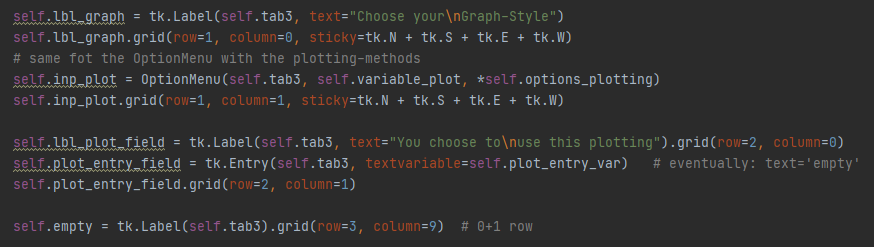 self.lbl_graph = tk.Label(self.tab3, text="Choose your\nGraph-Style")
self.lbl_graph.grid(row=1, column=0, sticky=tk.N + tk.S + tk.E + tk.W)
# same fot the OptionMenu with the plotting-methods
self.inp_plot = OptionMenu(self.tab3, self.variable_plot, *self.options_plotting)
self.inp_plot.grid(row=1, column=1, sticky=tk.N + tk.S + tk.E + tk.W)
self.lbl_plot_field = tk.Label(self.tab3, text="You choose to\nuse this plotting").grid(row=2, column=0)
self.plot_entry_field = tk.Entry(self.tab3, textvariable=self.plot_entry_var)   # eventually: text='empty'
self.plot_entry_field.grid(row=2, column=1)
self.empty = tk.Label(self.tab3).grid(row=3, column=9)  # 0+1 row